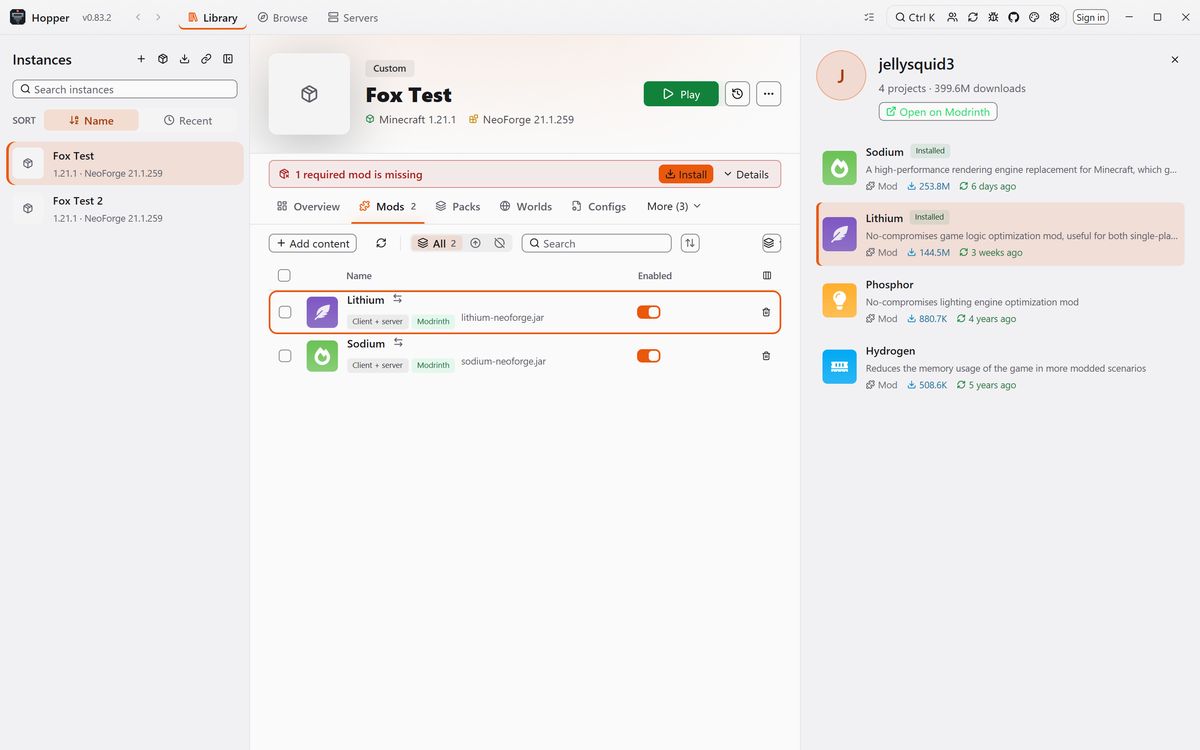 Hopper v0.83.2 Library Browse Servers Ctrl K Sign in
Instances
Search instances
SORT Name Recent
Fox Test
1.21.1 · NeoForge 21.1.259
Fox Test 2
1.21.1 · NeoForge 21.1.259
Custom
Fox Test
Minecraft 1.21.1 NeoForge 21.1.259
Play
1 required mod is missing Install Details
Overview Mods 2 Packs Worlds Configs More (3)
Add content All 2 Search
Name Enabled
Lithium
Client + server Modrinth lithium-neoforge.jar
Sodium
Client + server Modrinth sodium-neoforge.jar
J
jellysquid3
4 projects · 399.6M downloads
Open on Modrinth
Sodium Installed
A high-performance rendering engine replacement for Minecraft, which g...
Mod 253.8M 6 days ago
Lithium Installed
No-compromises game logic optimization mod, useful for both single-pla...
Mod 144.5M 3 weeks ago
Phosphor
No-compromises lighting engine optimization mod
Mod 880.7K 4 years ago
Hydrogen
Reduces the memory usage of the game in more modded scenarios
Mod 508.6K 5 years ago